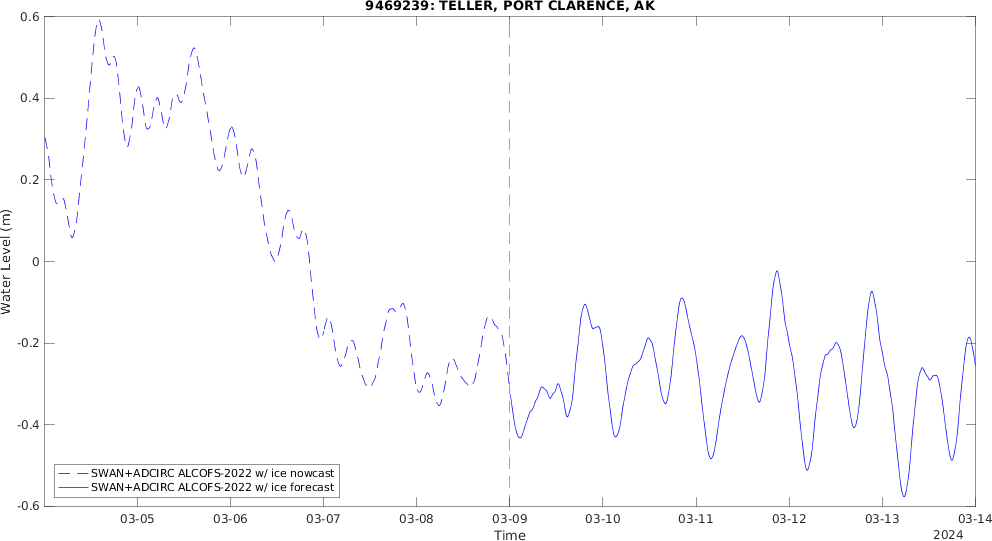 9469239: TELLER, PORT CLARENCE, AK
0.6
0.4
0.2
0
-0.2
-0.4
-0.6
Water Level (m)
SWAN+ADCIRC ALCOFS-2022 w/ ice nowcast
SWAN+ADCIRC ALCOFS-2022 w/ ice forecast
03-05 03-06 03-07 03-08 03-09 03-10 03-11 03-12 03-13 03-14
Time
2024